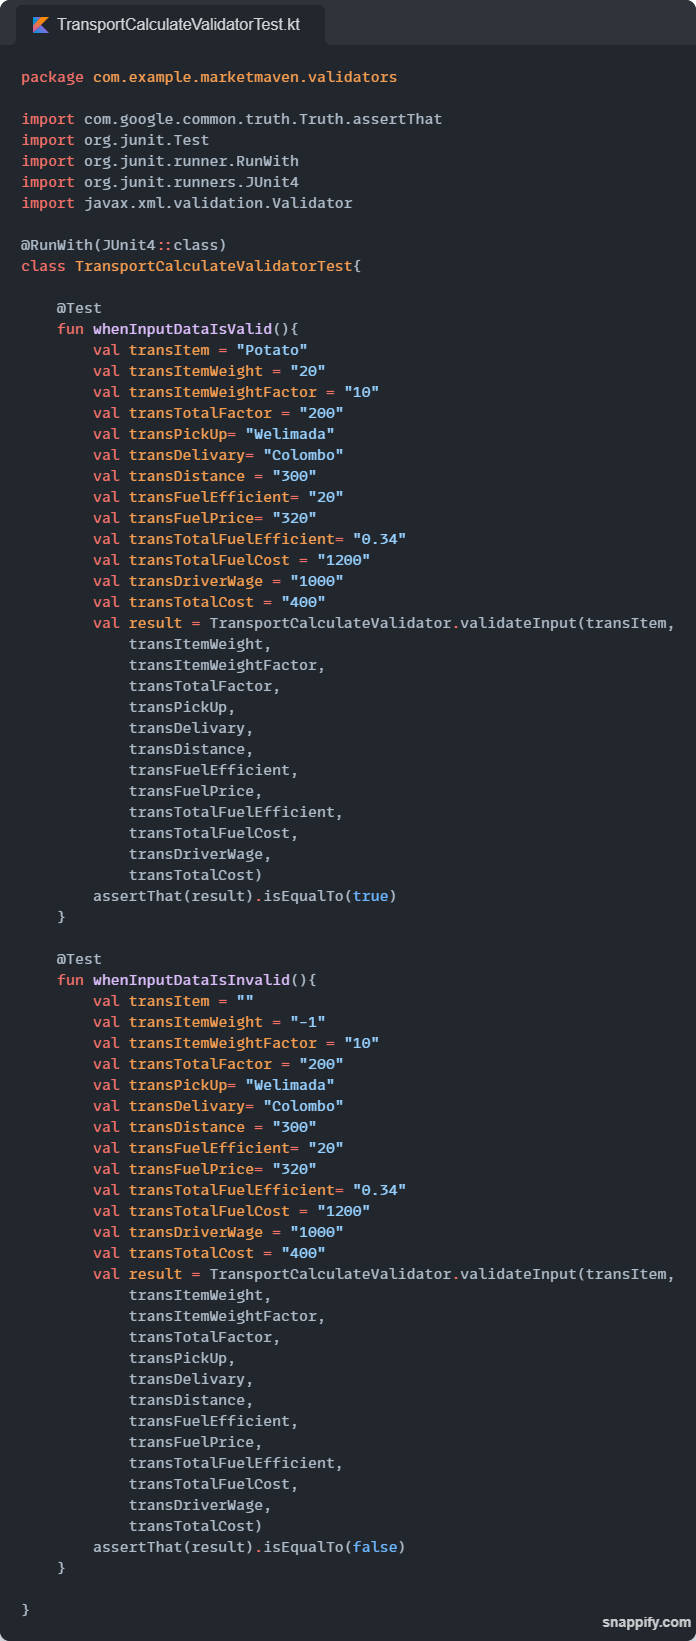 TransportCalculateValidatorTest.kt
package com.example.marketmaven.validators
import com.google.common.truth.Truth.assertThat
import org.junit.Test
import org.junit.runner.RunWith
import org.junit.runners.JUnit4
import javax.xml.validation.Validator
@RunWith(JUnit4::class)
class TransportCalculateValidatorTest{
@Test
fun whenInputDataIsValid(){
val transItem = "Potato"
val transItemWeight = "20"
val transItemWeightFactor = "10"
val transTotalFactor = "200"
val transPickUp= "Welimada"
val transDelivary= "Colombo"
val transDistance = "300"
val transFuelEfficient= "20"
val transFuelPrice= "320"
val transTotalFuelEfficient= "0.34"
val transTotalFuelCost = "1200"
val transDriverWage = "1000"
val transTotalCost = "400"
val result = TransportCalculateValidator.validateInput(transItem,
transItemWeight,
transItemWeightFactor,
transTotalFactor,
transPickUp,
transDelivary,
transDistance,
transFuelEfficient,
transFuelPrice,
transTotalFuelEfficient,
transTotalFuelCost,
transDriverWage,
transTotalCost)
assertThat(result).isEqualTo(true)
}
@Test
fun whenInputDataIsInvalid(){
val transItem = ""
val transItemWeight = "-1"
val transItemWeightFactor = "10"
val transTotalFactor = "200"
val transPickUp= "Welimada"
val transDelivary= "Colombo"
val transDistance = "300"
val transFuelEfficient= "20"
val transFuelPrice= "320"
val transTotalFuelEfficient= "0.34"
val transTotalFuelCost = "1200"
val transDriverWage = "1000"
val transTotalCost = "400"
val result = TransportCalculateValidator.validateInput(transItem,
transItemWeight,
transItemWeightFactor,
transTotalFactor,
transPickUp,
transDelivary,
transDistance,
transFuelEfficient,
transFuelPrice,
transTotalFuelEfficient,
transTotalFuelCost,
transDriverWage,
transTotalCost)
assertThat(result).isEqualTo(false)
}
}
snappify.com